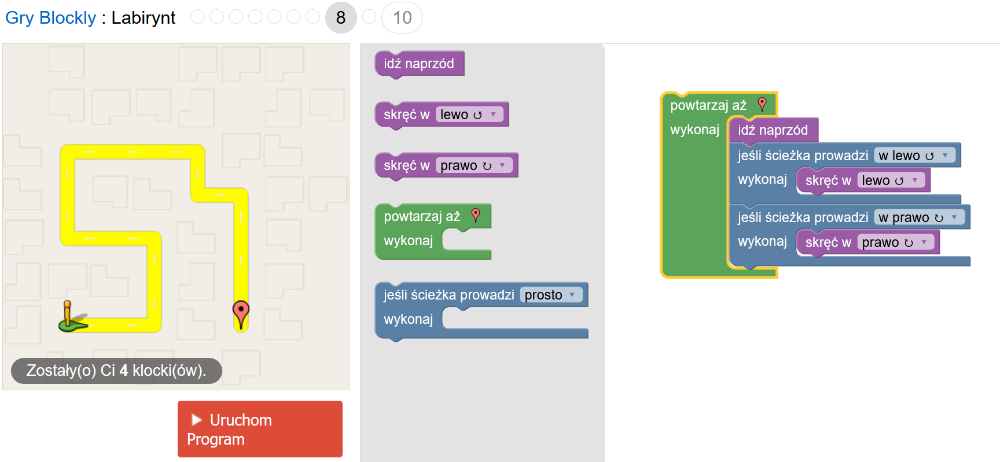 Gry Blockly : Labirynt
8
10
Zostały(o) Ci 4 klocki(ów).
Uruchom
Program
idź naprzód
skręć w lewo ↺ ▼
skręć w prawo ↻ ▼
powtarzaj aż
wykonaj
jeśli ścieżka prowadzi prosto ▼
wykonaj
powtarzaj aż
wykonaj
idź naprzód
jeśli ścieżka prowadzi w lewo ↺ ▼
wykonaj skręć w lewo ↺ ▼
jeśli ścieżka prowadzi w prawo ↻ ▼
wykonaj skręć w prawo ↻ ▼